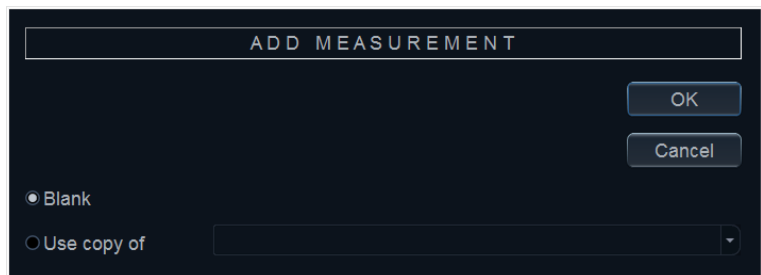 ADD MEASUREMENT
OK
Cancel
Blank
Use copy of